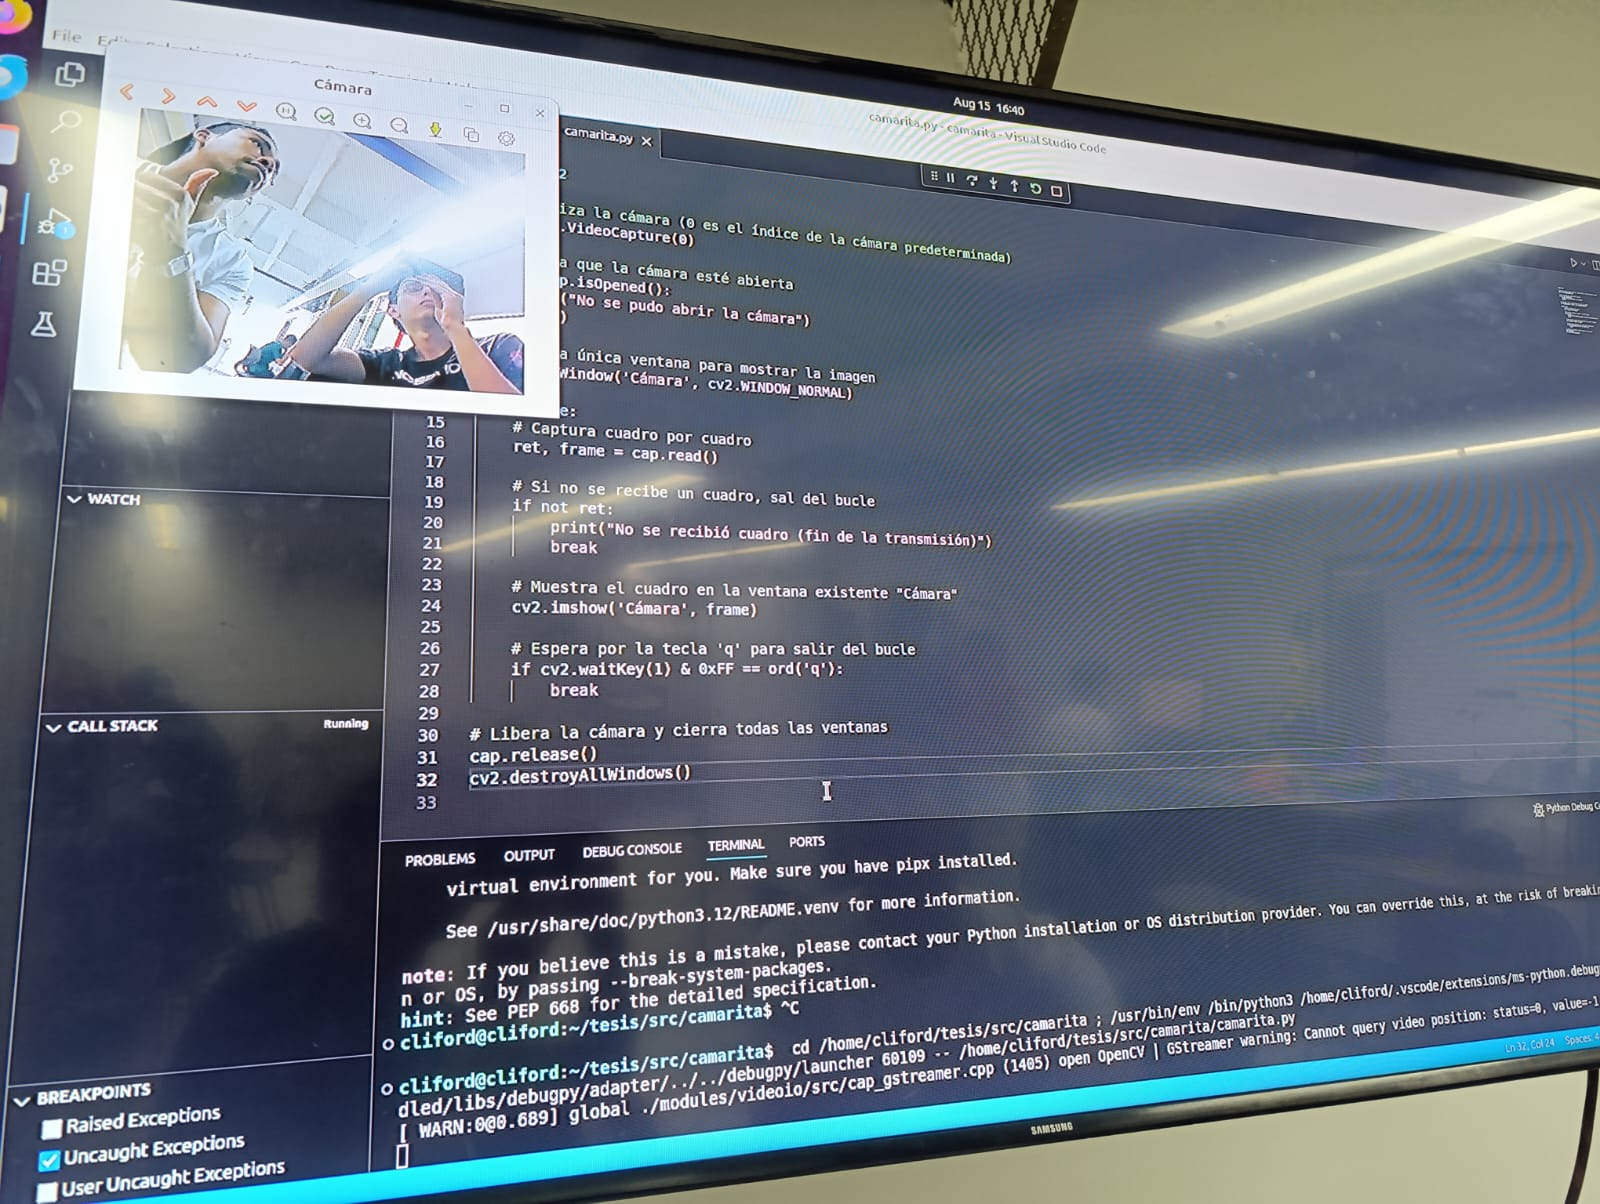 Aug 15 16:40
camarita.py - camarita - Visual Studio Code
File
Cámara
camarita.py
2
iza la cámara (0 es el índice de la cámara predeterminada)
.VideoCapture(0)
a que la cámara esté abierta
p.isOpened():
("No se pudo abrir la cámara")
)
a única ventana para mostrar la imagen
Window('Cámara', cv2.WINDOW_NORMAL)
e:
15
16 # Captura cuadro por cuadro
17 ret, frame = cap.read()
18
19 # Si no se recibe un cuadro, sal del bucle
20 if not ret:
21 print("No se recibió cuadro (fin de la transmisión)")
22 break
23 # Muestra el cuadro en la ventana existente "Cámara"
24 cv2.imshow('Cámara', frame)
25
26 # Espera por la tecla 'q' para salir del bucle
27 if cv2.waitKey(1) & 0xFF == ord('q'):
28 break
29
30 # Libera la cámara y cierra todas las ventanas
31 cap.release()
32 cv2.destroyAllWindows()
33
WATCH
CALL STACK Running
BREAKPOINTS
Raised Exceptions
Uncaught Exceptions
User Uncaught Exceptions
PROBLEMS OUTPUT DEBUG CONSOLE TERMINAL PORTS
Python Debug Co
virtual environment for you. Make sure you have pipx installed.
See /usr/share/doc/python3.12/README.venv for more information.
note: If you believe this is a mistake, please contact your Python installation or OS distribution provider. You can override this, at the risk of breakin
n or OS, by passing --break-system-packages.
hint: See PEP 668 for the detailed specification.
cliford@cliford:~/tesis/src/camarita$ ^C
cliford@cliford:~/tesis/src/camarita$ cd /home/cliford/tesis/src/camarita ; /usr/bin/env /bin/python3 /home/cliford/.vscode/extensions/ms-python.debug
dled/libs/debugpy/adapter/../../debugpy/launcher 60109 -- /home/cliford/tesis/src/camarita/camarita.py
[ WARN:0@0.689] global ./modules/videoio/src/cap_gstreamer.cpp (1405) open OpenCV | GStreamer warning: Cannot query video position: status=0, value=-1
Ln 32, Col 24 Spaces: 4
SAMSUNG